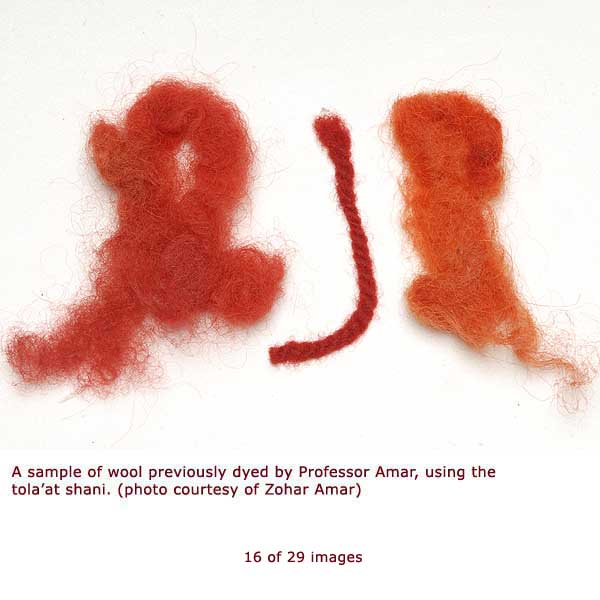 A sample of wool previously dyed by Professor Amar, using the
tola’at shani. (photo courtesy of Zohar Amar)
16 of 29 images